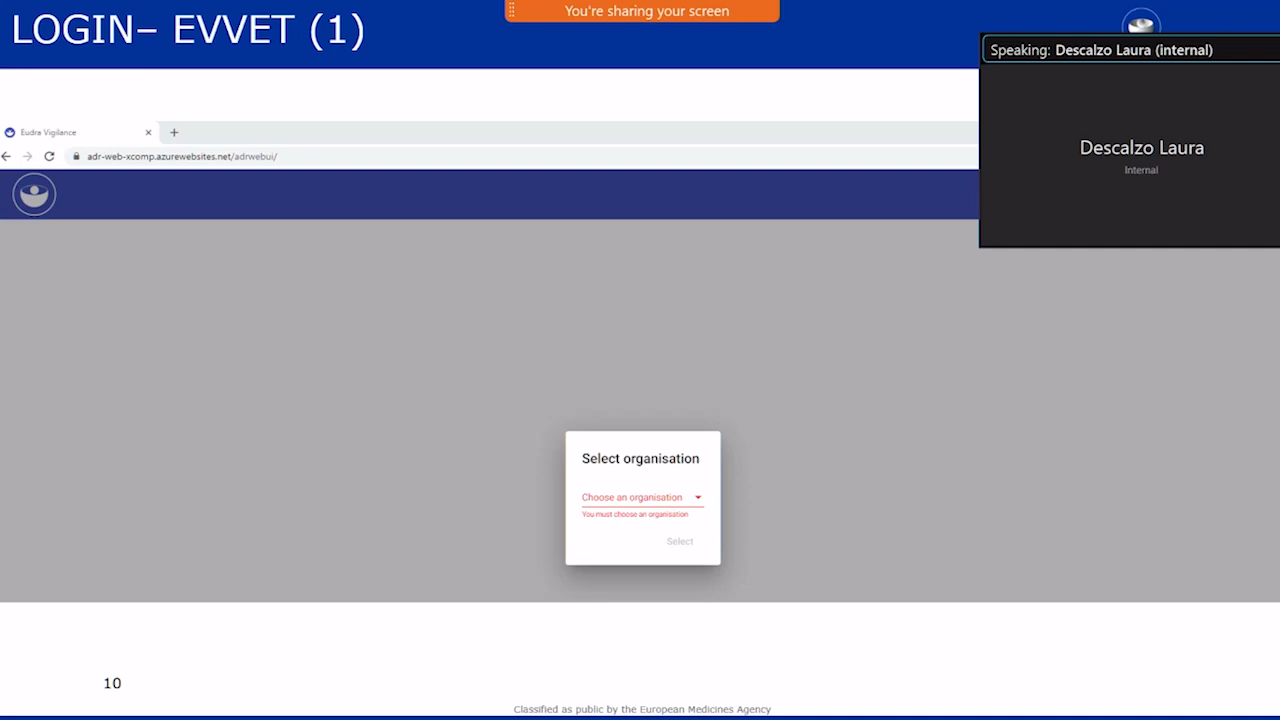 LOGIN– EVVET (1)
You're sharing your screen
Speaking: Descalzo Laura (internal)
Descalzo Laura
Internal
Eudra Vigilance
adr-web-xcomp.azurewebsites.net/adrwebui/
Select organisation
Choose an organisation
You must choose an organisation
Select
10
Classified as public by the European Medicines Agency